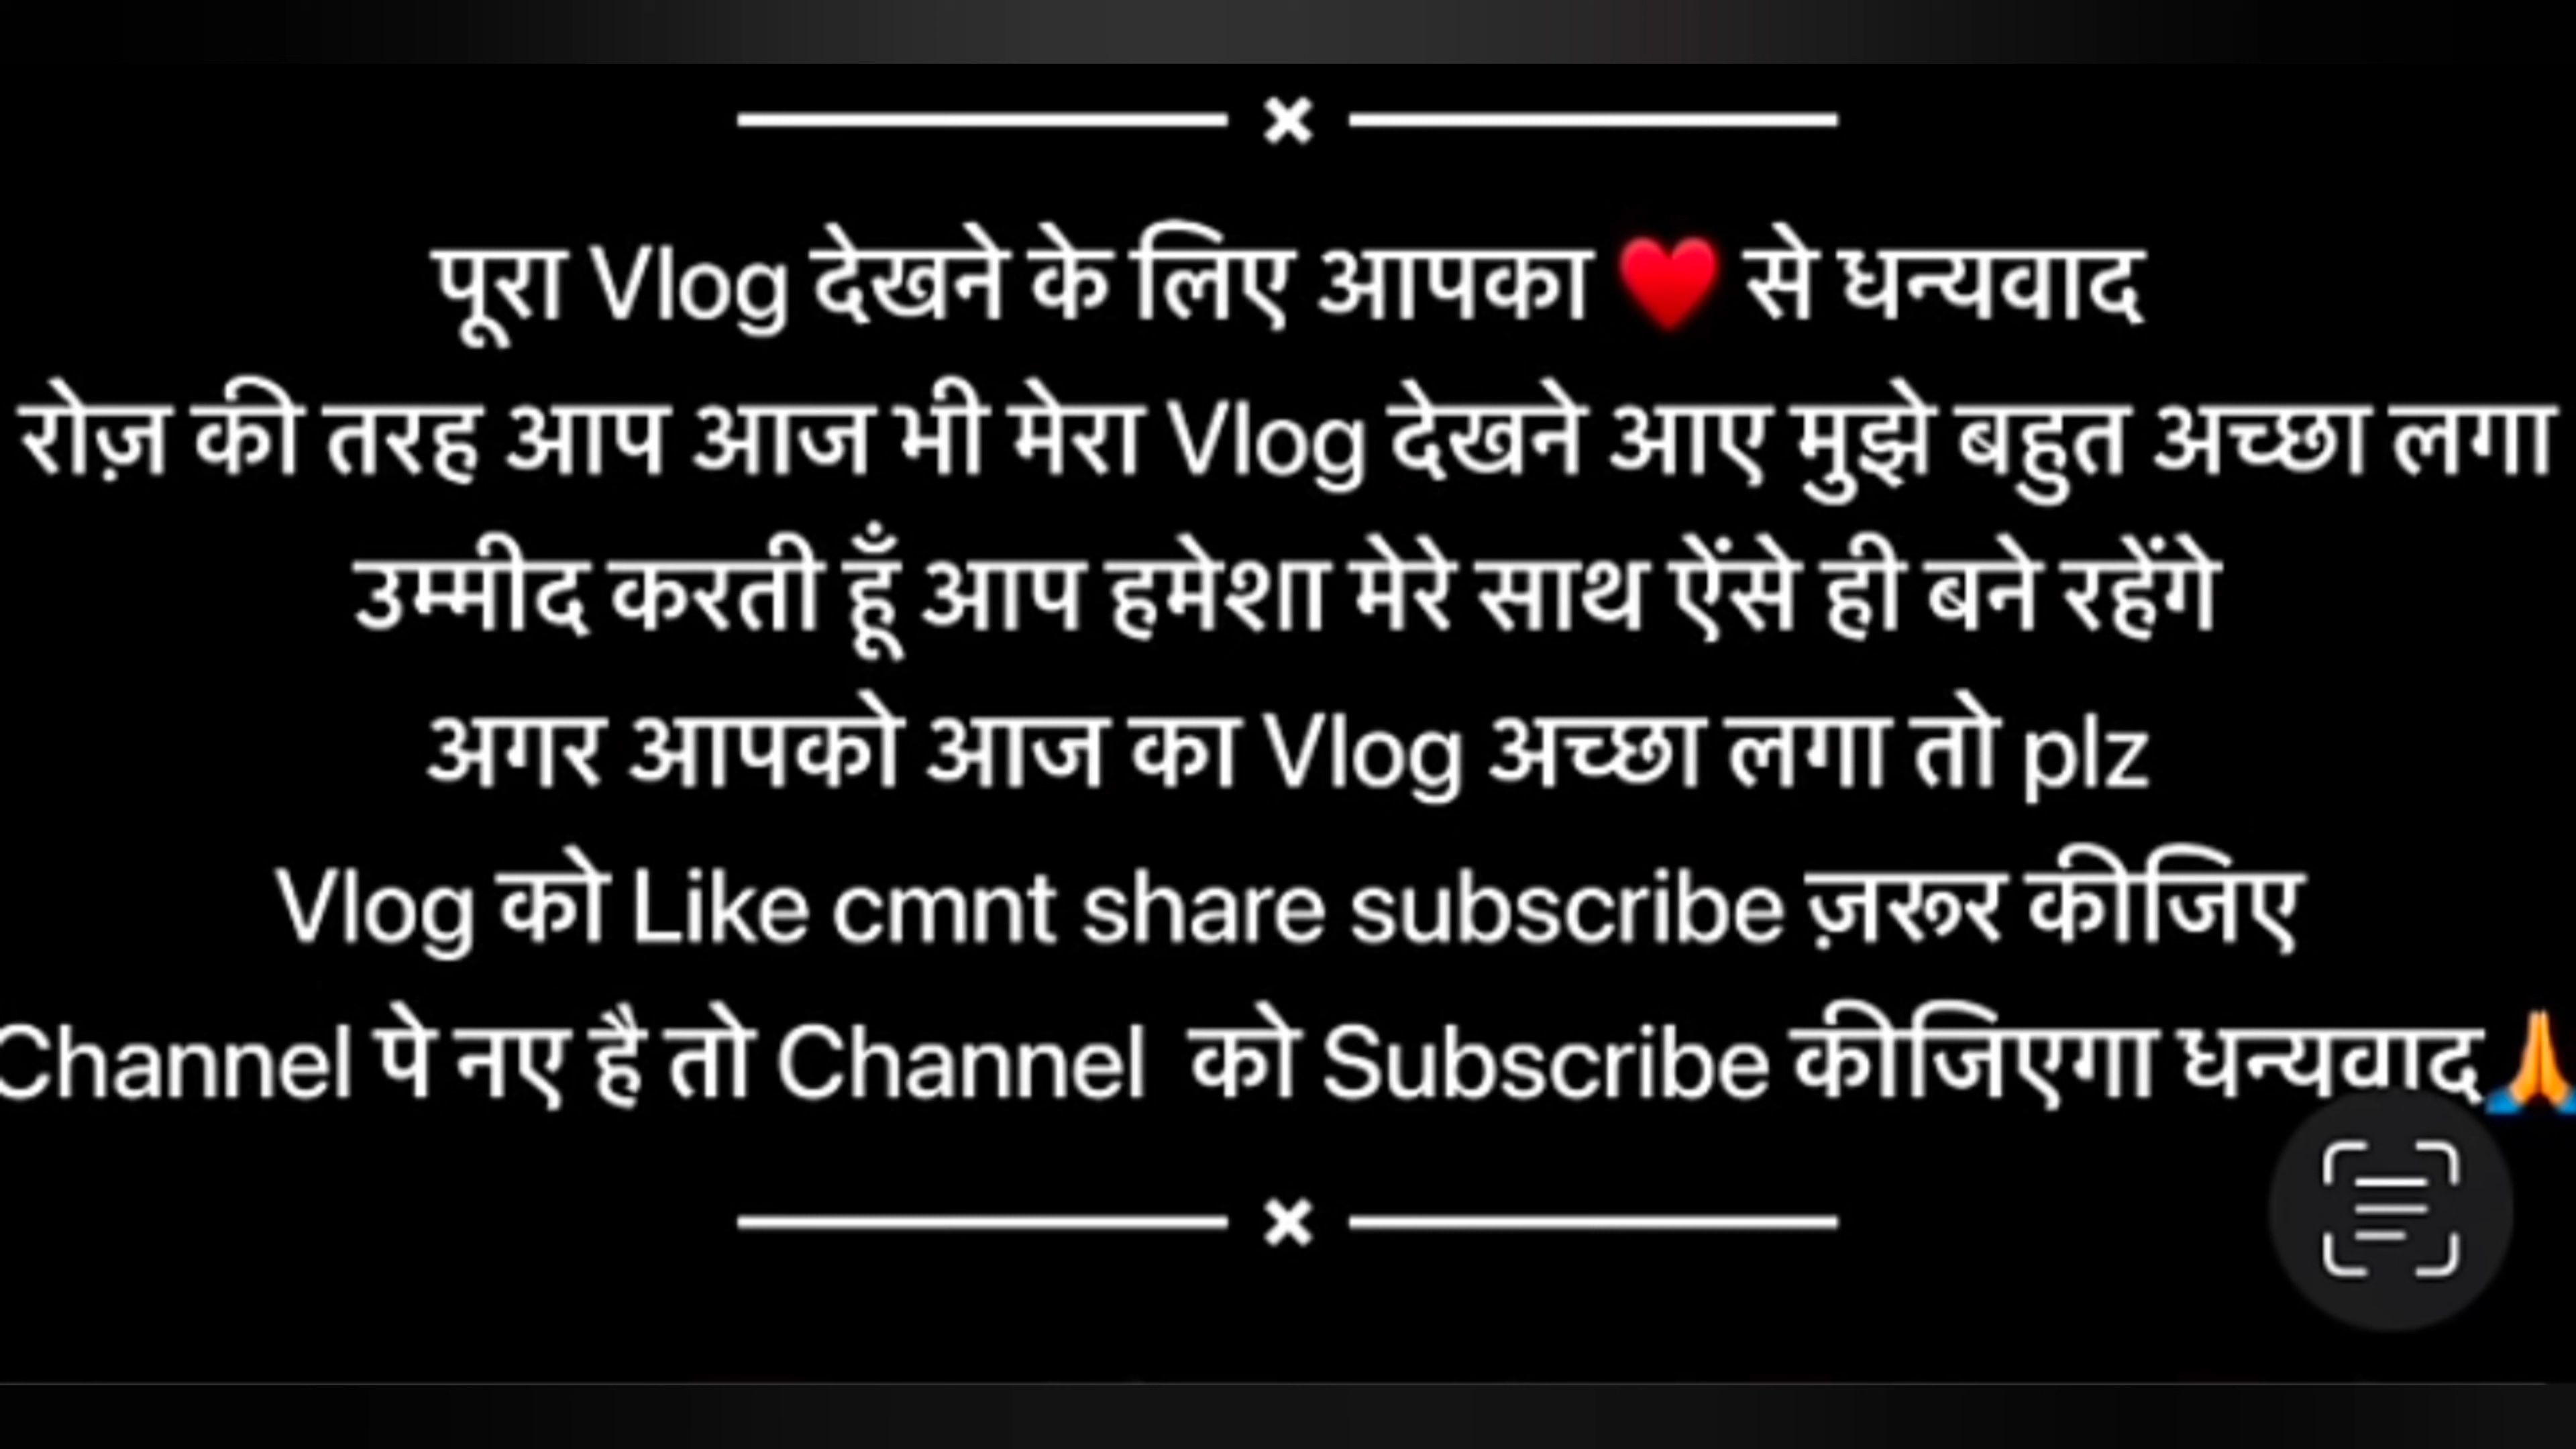 पूरा Vlog देखने के लिए आपका ♥️ से धन्यवाद
रोज़ की तरह आप आज भी मेरा Vlog देखने आए मुझे बहुत अच्छा लगा
उम्मीद करती हूँ आप हमेशा मेरे साथ ऐंसे ही बने रहेंगे
अगर आपको आज का Vlog अच्छा लगा तो plz
Vlog को Like cmnt share subscribe ज़रूर कीजिए
Channel पे नए है तो Channel को Subscribe कीजिएगा धन्यवाद🙏